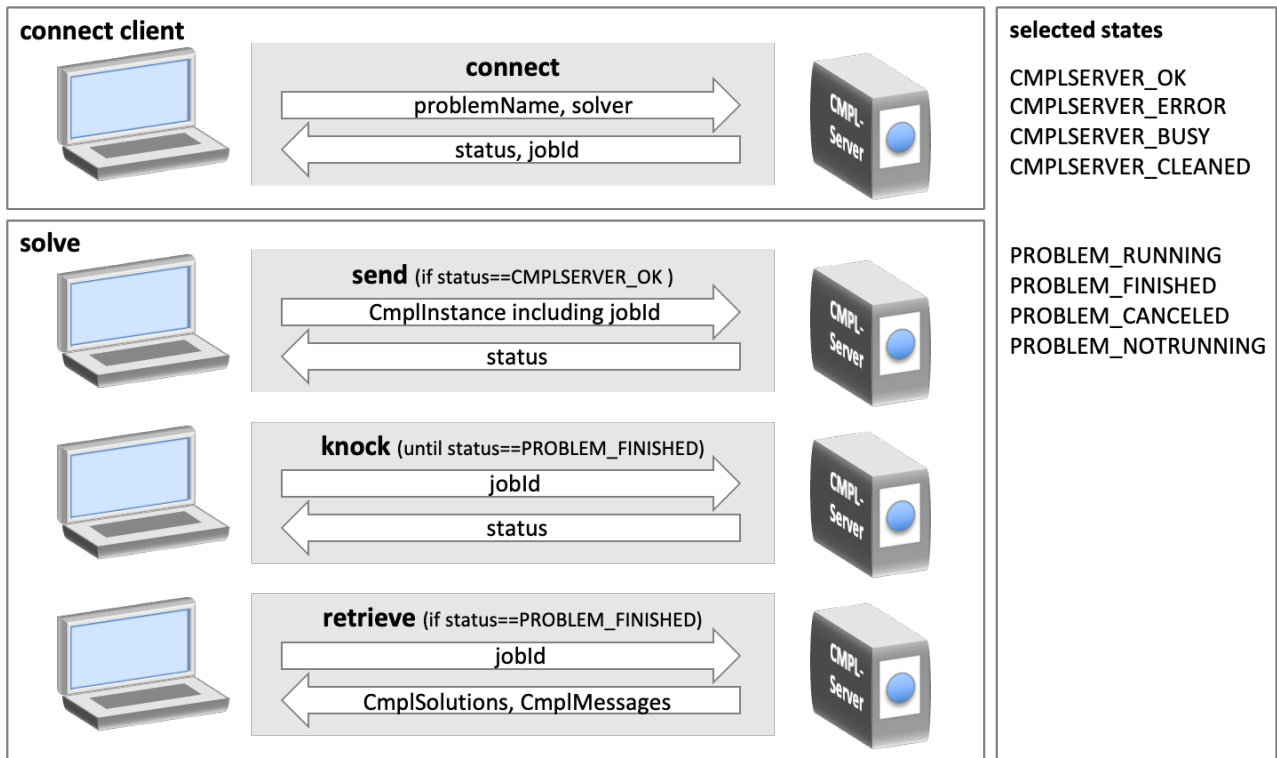 connect client
connect
problemName, solver
status, jobId
CMPL-
Server
solve
send (if status==CMPLSERVER_OK )
CmplInstance including jobId
status
CMPL-
Server
knock (until status==PROBLEM_FINISHED)
jobId
status
CMPL-
Server
retrieve (if status==PROBLEM_FINISHED)
jobId
CmplSolutions, CmplMessages
CMPL-
Server
selected states
CMPLSERVER_OK
CMPLSERVER_ERROR
CMPLSERVER_BUSY
CMPLSERVER_CLEANED
PROBLEM_RUNNING
PROBLEM_FINISHED
PROBLEM_CANCELED
PROBLEM_NOTRUNNING